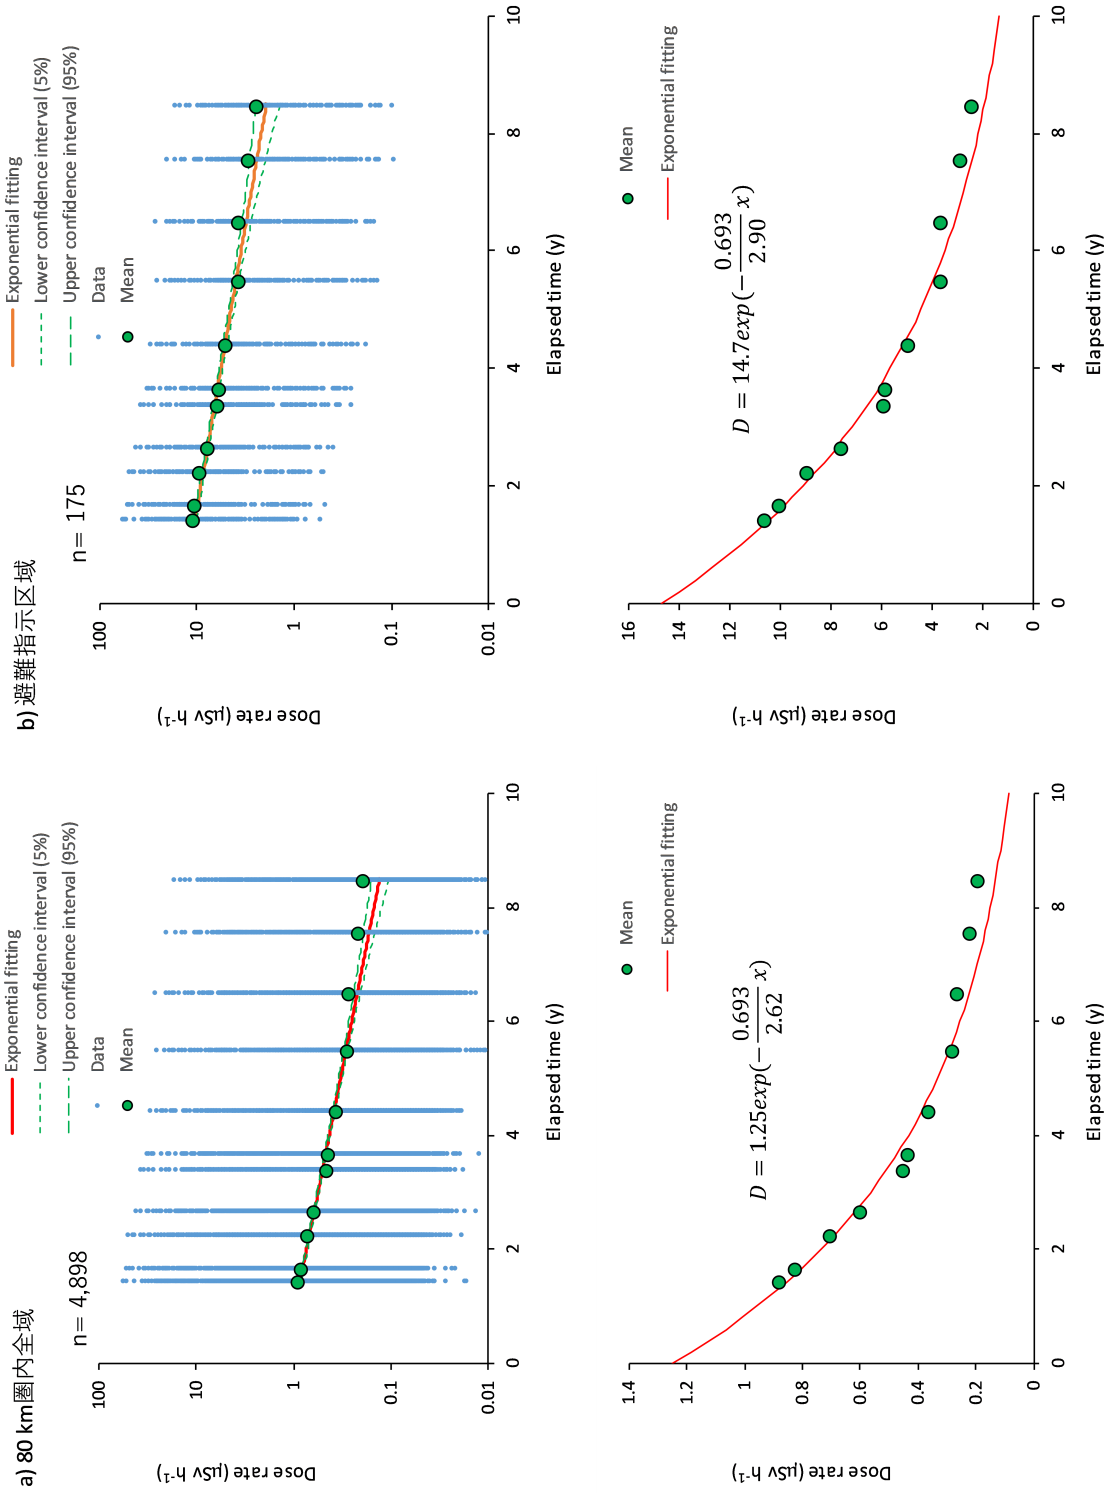 a) 80 km圏内全域
Exponential fitting
Lower confidence interval (5%)
Upper confidence interval (95%)
Data
Mean
n= 4,898
Dose rate (μSv h-1)
100
10
1
0.1
0.01
0
2
4
6
8
10
Elapsed time (y)
b) 避難指示区域
Exponential fitting
Lower confidence interval (5%)
Upper confidence interval (95%)
Data
Mean
n= 175
Dose rate (μSv h-1)
100
10
1
0.1
0.01
0
2
4
6
8
10
Elapsed time (y)
Mean
Exponential fitting
D = 1.25exp(−0.693/2.62 x)
Dose rate (μSv h-1)
1.4
1.2
1
0.8
0.6
0.4
0.2
0
0
2
4
6
8
10
Elapsed time (y)
Mean
Exponential fitting
D = 14.7exp(−0.693/2.90 x)
Dose rate (μSv h-1)
16
14
12
10
8
6
4
2
0
0
2
4
6
8
10
Elapsed time (y)